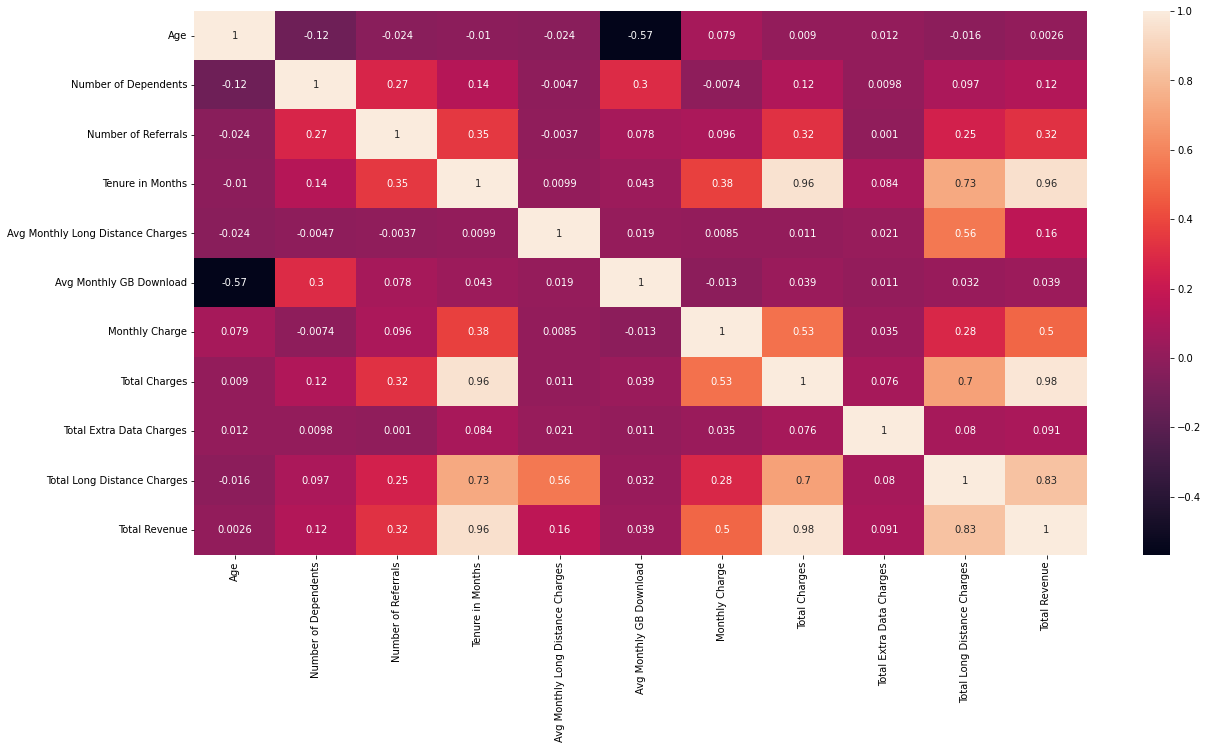 Age 1 -0.12 -0.024 -0.01 -0.024 -0.57 0.079 0.009 0.012 -0.016 0.0026
Number of Dependents -0.12 1 0.27 0.14 -0.0047 0.3 -0.0074 0.12 0.0098 0.097 0.12
Number of Referrals -0.024 0.27 1 0.35 -0.0037 0.078 0.096 0.32 0.001 0.25 0.32
Tenure in Months -0.01 0.14 0.35 1 0.0099 0.043 0.38 0.96 0.084 0.73 0.96
Avg Monthly Long Distance Charges -0.024 -0.0047 -0.0037 0.0099 1 0.019 0.0085 0.011 0.021 0.56 0.16
Avg Monthly GB Download -0.57 0.3 0.078 0.043 0.019 1 -0.013 0.039 0.011 0.032 0.039
Monthly Charge 0.079 -0.0074 0.096 0.38 0.0085 -0.013 1 0.53 0.035 0.28 0.5
Total Charges 0.009 0.12 0.32 0.96 0.011 0.039 0.53 1 0.076 0.7 0.98
Total Extra Data Charges 0.012 0.0098 0.001 0.084 0.021 0.011 0.035 0.076 1 0.08 0.091
Total Long Distance Charges -0.016 0.097 0.25 0.73 0.56 0.032 0.28 0.7 0.08 1 0.83
Total Revenue 0.0026 0.12 0.32 0.96 0.16 0.039 0.5 0.98 0.091 0.83 1
Age
Number of Dependents
Number of Referrals
Tenure in Months
Avg Monthly Long Distance Charges
Avg Monthly GB Download
Monthly Charge
Total Charges
Total Extra Data Charges
Total Long Distance Charges
Total Revenue
1.0
0.8
0.6
0.4
0.2
0.0
−0.2
−0.4